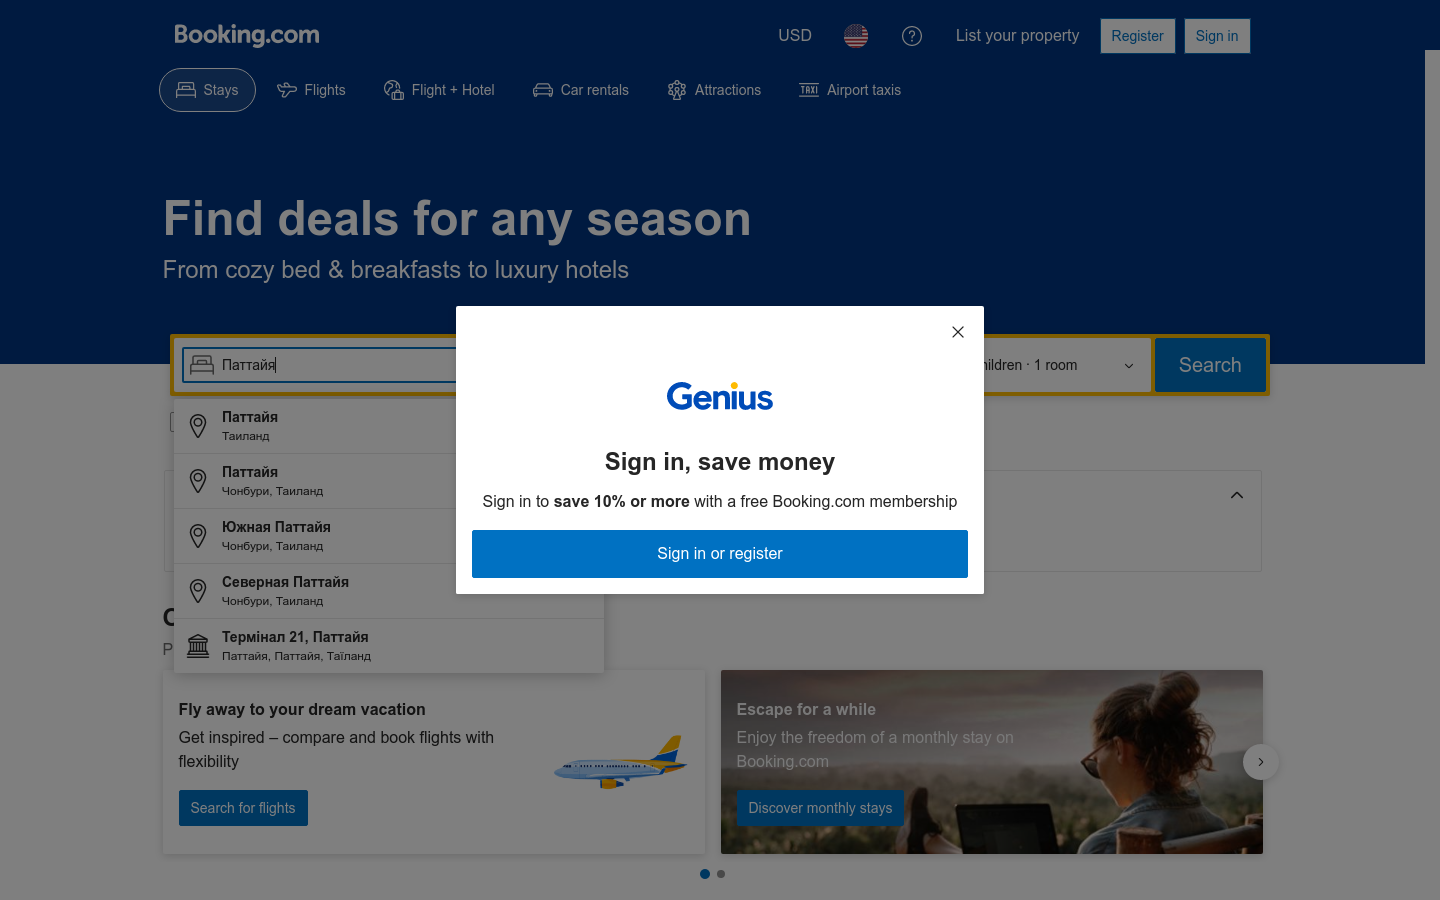 Booking.com
USD
List your property
Register
Sign in
Stays
Flights
Flight + Hotel
Car rentals
Attractions
TAXI
Airport taxis
Find deals for any season
From cozy bed & breakfasts to luxury hotels
Паттайя
1 room
Search
Паттайя
Таиланд
Паттайя
Чонбури, Таиланд
Южная Паттайя
Чонбури, Таиланд
Северная Паттайя
Чонбури, Таиланд
Термінал 21, Паттайя
Паттайя, Паттайя, Таїланд
Genius
Sign in, save money
Sign in to save 10% or more with a free Booking.com membership
Sign in or register
Fly away to your dream vacation
Get inspired – compare and book flights with
flexibility
Search for flights
Escape for a while
Enjoy the freedom of a monthly stay on
Booking.com
Discover monthly stays